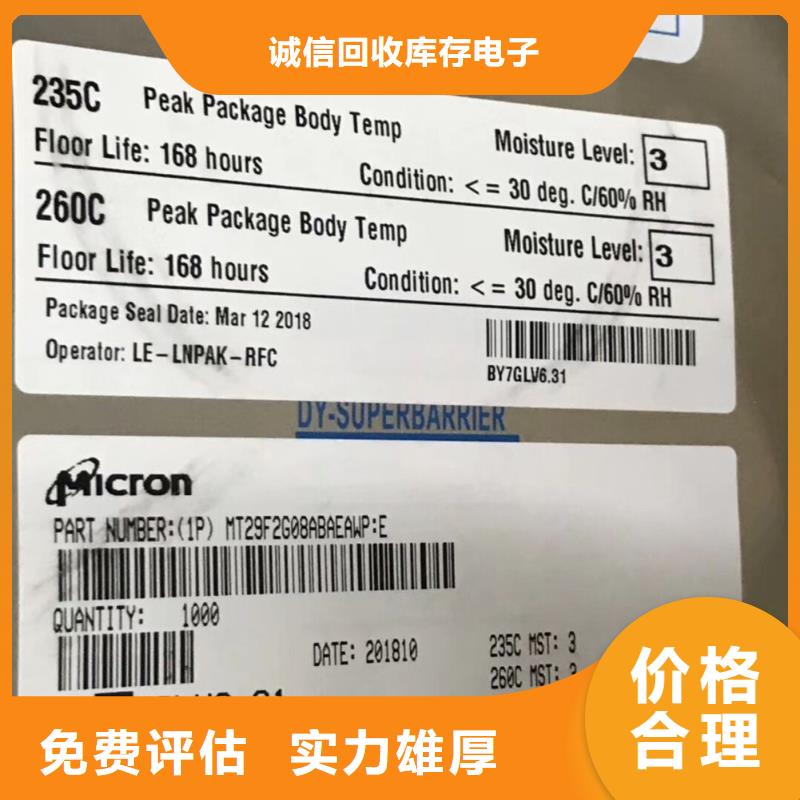 诚信回收库存电子
235C Peak Package Body Temp
Moisture Level: 3
Floor Life: 168 hours
Condition: <= 30 deg. C/60% RH
260C Peak Package Body Temp
Moisture Level: 3
Floor Life: 168 hours
Condition: <= 30 deg. C/60% RH
Package Seal Date: Mar 12 2018
Operator: LE-LNPAK-RFC
BY7GLV6.31
DY-SUPERBARRIER
Micron
PART NUMBER:(1P) MT29F2G08ABAEAWP:E
QUANTITY: 1000
DATE: 201810
235C MST: 3
260C MST:
价格
合理
免费评估 实力雄厚